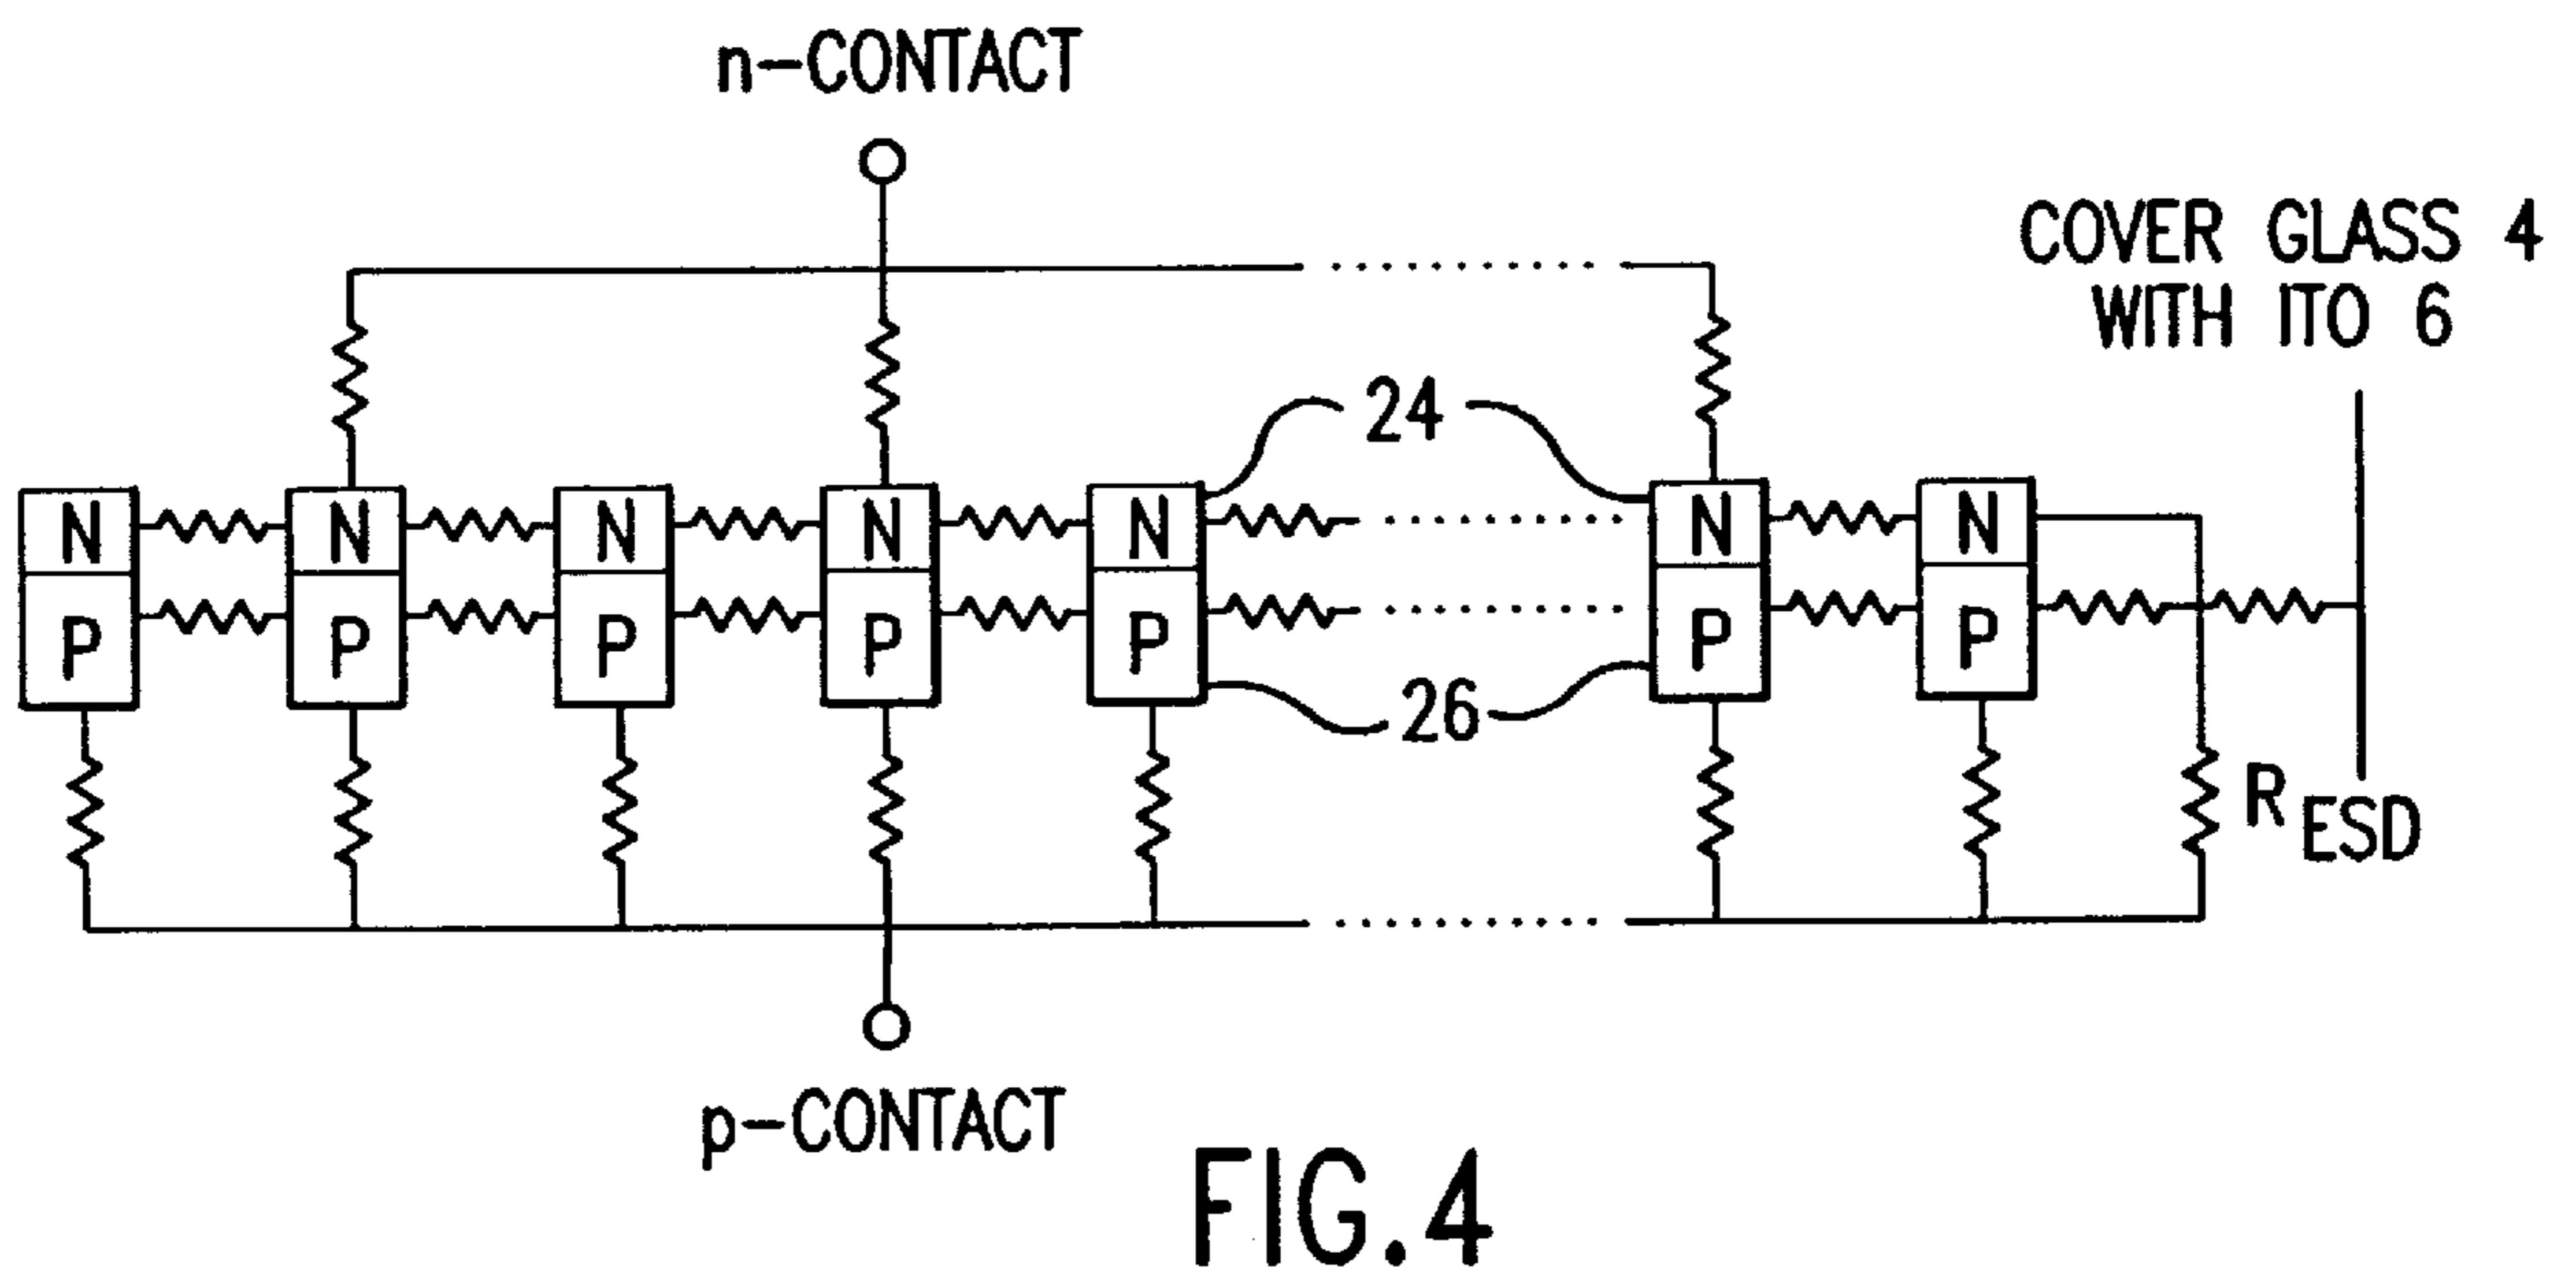 n-CONTACT
COVER GLASS 4
WITH ITO 6
24
N N N N N N N
P P P P P P P
26
R ESD
p-CONTACT
FIG.4